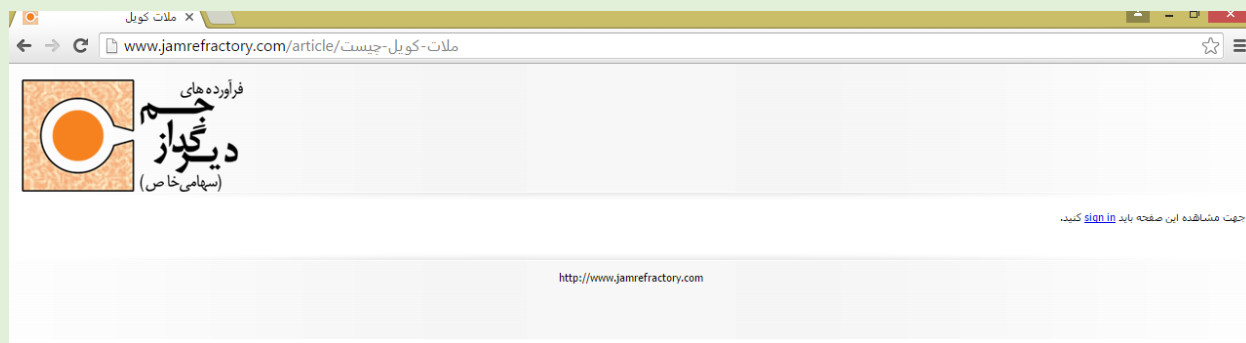 ملات کویل
www.jamrefractory.com/article/ملات-کویل-چیست
فرآورده های
جم
دیرگداز
(سهامی خاص)
جهت مشاهده این صفحه باید sign in کنید.
http://www.jamrefractory.com